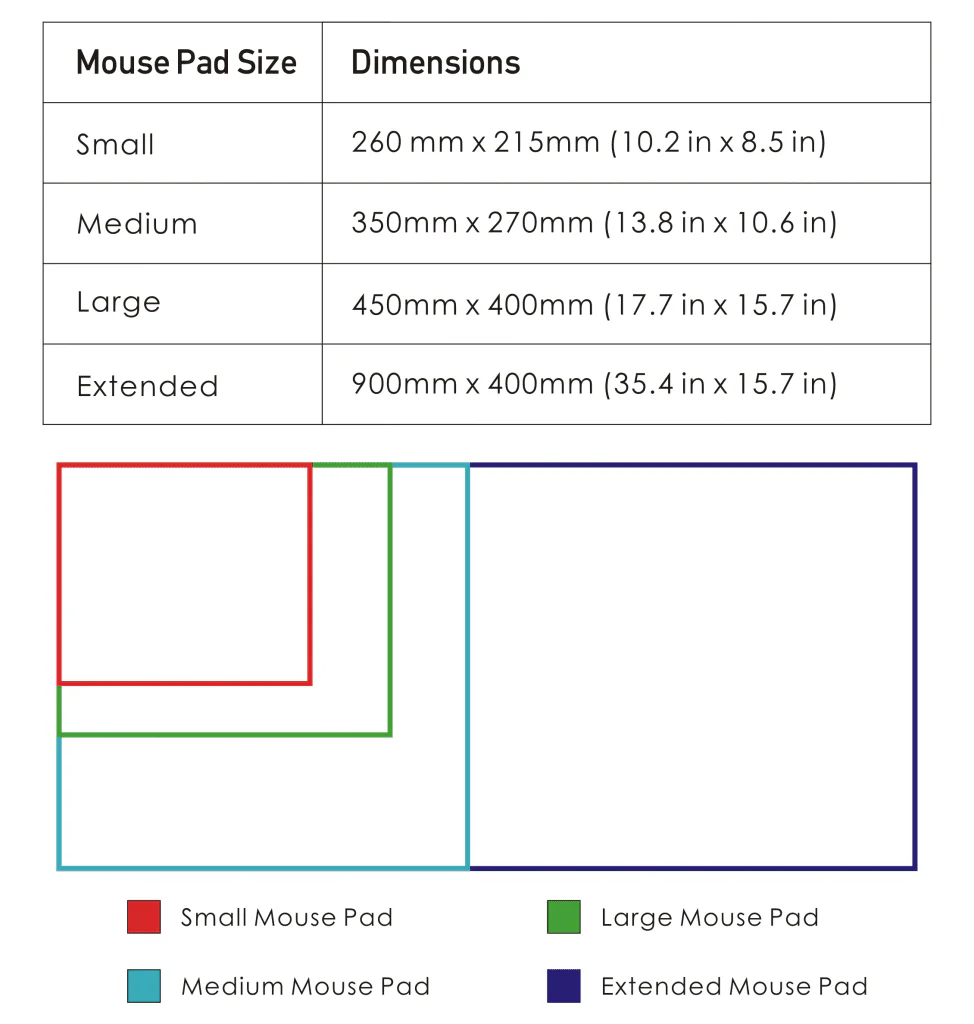 Mouse Pad Size Dimensions
Small 260 mm x 215mm (10.2 in x 8.5 in)
Medium 350mm x 270mm (13.8 in x 10.6 in)
Large 450mm x 400mm (17.7 in x 15.7 in)
Extended 900mm x 400mm (35.4 in x 15.7 in)
Small Mouse Pad Large Mouse Pad
Medium Mouse Pad Extended Mouse Pad